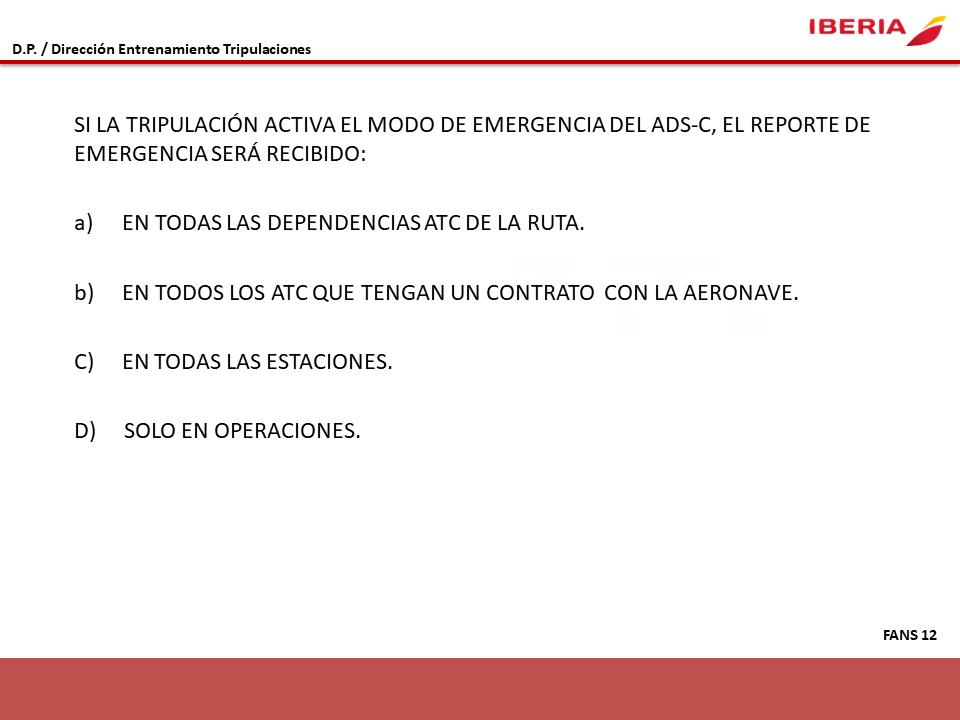 IBERIA
D.P. / Dirección Entrenamiento Tripulaciones
SI LA TRIPULACIÓN ACTIVA EL MODO DE EMERGENCIA DEL ADS-C, EL REPORTE DE
EMERGENCIA SERÁ RECIBIDO:
a) EN TODAS LAS DEPENDENCIAS ATC DE LA RUTA.
b) EN TODOS LOS ATC QUE TENGAN UN CONTRATO CON LA AERONAVE.
C) EN TODAS LAS ESTACIONES.
D) SOLO EN OPERACIONES.
FANS 12